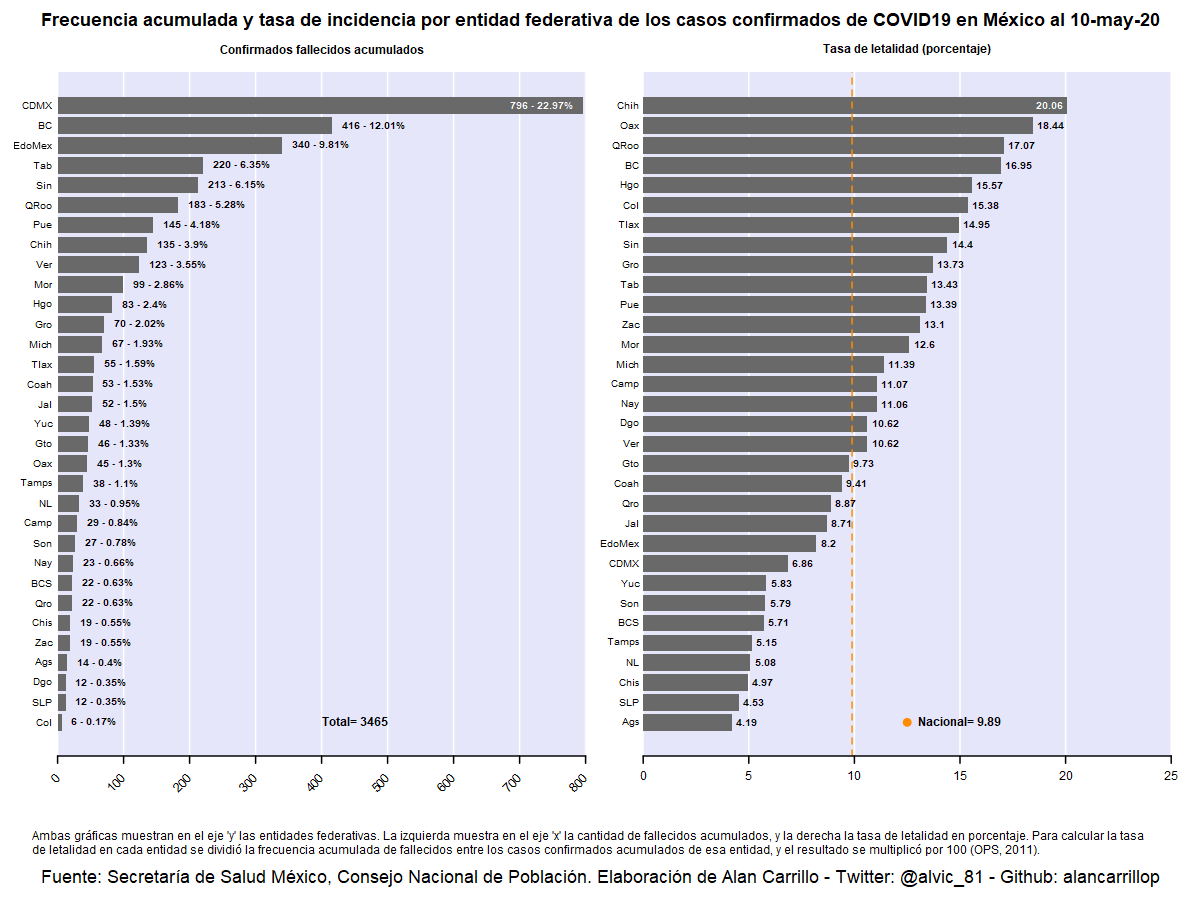 Frecuencia acumulada y tasa de incidencia por entidad federativa de los casos confirmados de COVID19 en México al 10-may-20
Confirmados fallecidos acumulados
CDMX 796 - 22.97%
BC 416 - 12.01%
EdoMex 340 - 9.81%
Tab 220 - 6.35%
Sin 213 - 6.15%
QRoo 183 - 5.28%
Pue 145 - 4.18%
Chih 135 - 3.9%
Ver 123 - 3.55%
Mor 99 - 2.86%
Hgo 83 - 2.4%
Gro 70 - 2.02%
Mich 67 - 1.93%
Tlax 55 - 1.59%
Coah 53 - 1.53%
Jal 52 - 1.5%
Yuc 48 - 1.39%
Gto 46 - 1.33%
Oax 45 - 1.3%
Tamps 38 - 1.1%
NL 33 - 0.95%
Camp 29 - 0.84%
Son 27 - 0.78%
Nay 23 - 0.66%
BCS 22 - 0.63%
Qro 22 - 0.63%
Chis 19 - 0.55%
Zac 19 - 0.55%
Ags 14 - 0.4%
Dgo 12 - 0.35%
SLP 12 - 0.35%
Col 6 - 0.17% Total= 3465
0 100 200 300 400 500 600 700 800
Tasa de letalidad (porcentaje)
Chih 20.06
Oax 18.44
QRoo 17.07
BC 16.95
Hgo 15.57
Col 15.38
Tlax 14.95
Sin 14.4
Gro 13.73
Tab 13.43
Pue 13.39
Zac 13.1
Mor 12.6
Mich 11.39
Camp 11.07
Nay 11.06
Dgo 10.62
Ver 10.62
Gto 9.73
Coah 9.41
Qro 8.87
Jal 8.71
EdoMex 8.2
CDMX 6.86
Yuc 5.83
Son 5.79
BCS 5.71
Tamps 5.15
NL 5.08
Chis 4.97
SLP 4.53
Ags 4.19 Nacional= 9.89
0 5 10 15 20 25
Ambas gráficas muestran en el eje 'y' las entidades federativas. La izquierda muestra en el eje 'x' la cantidad de fallecidos acumulados, y la derecha la tasa de letalidad en porcentaje. Para calcular la tasa
de letalidad en cada entidad se dividió la frecuencia acumulada de fallecidos entre los casos confirmados acumulados de esa entidad, y el resultado se multiplicó por 100 (OPS, 2011).
Fuente: Secretaría de Salud México, Consejo Nacional de Población. Elaboración de Alan Carrillo - Twitter: @alvic_81 - Github: alancarrillop